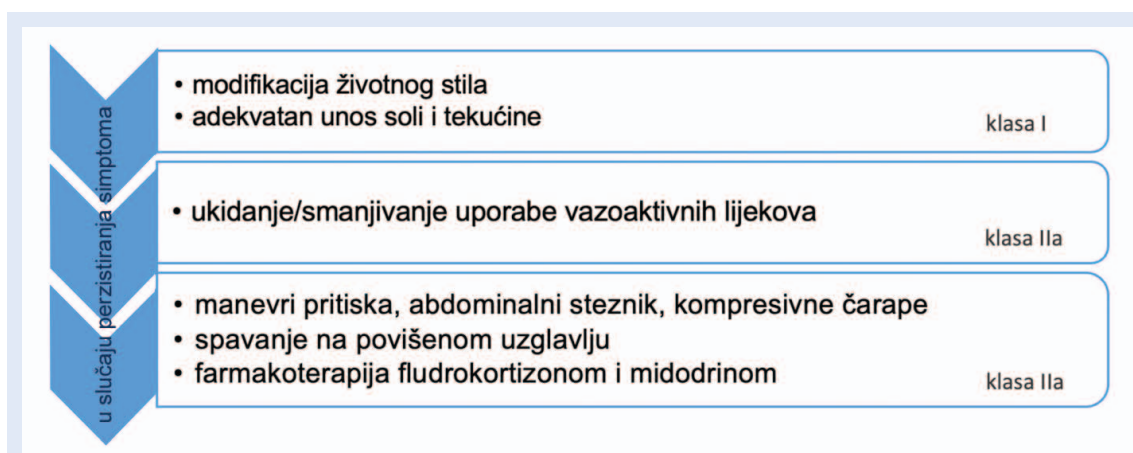 u slučaju perzistiranja simptoma
• modifikacija životnog stila
• adekvatan unos soli i tekućine
klasa I
• ukidanje/smanjivanje uporabe vazoaktivnih lijekova
klasa IIa
• manevri pritiska, abdominalni steznik, kompresivne čarape
• spavanje na povišenom uzglavlju
• farmakoterapija fludrokortizonom i midodrinom
klasa IIa